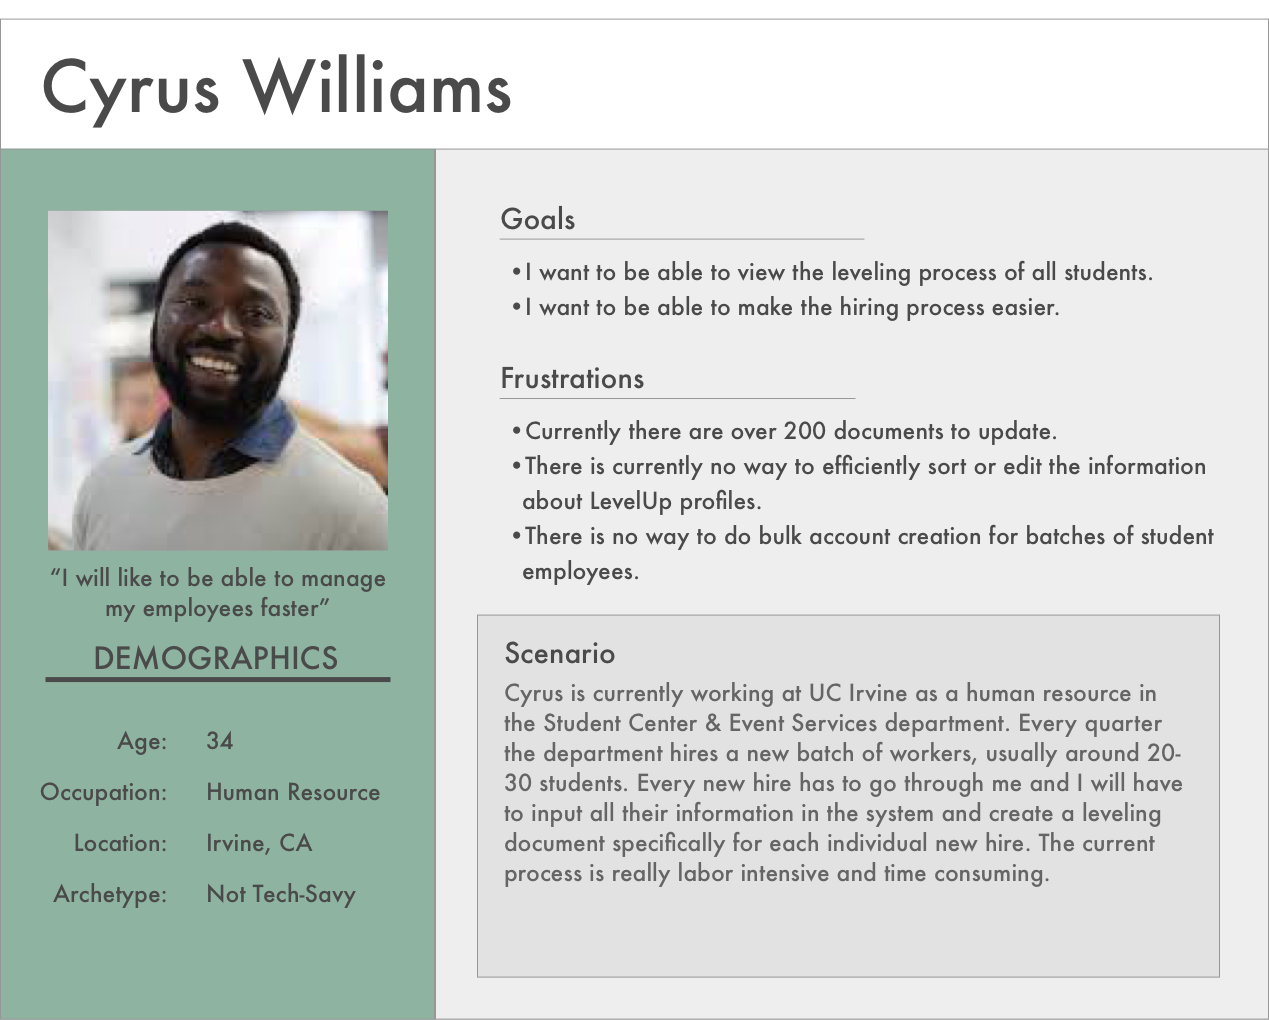 Cyrus Williams
“I will like to be able to manage
my employees faster”
DEMOGRAPHICS
Age: 34
Occupation: Human Resource
Location: Irvine, CA
Archetype: Not Tech-Savy
Goals
•I want to be able to view the leveling process of all students.
•I want to be able to make the hiring process easier.
Frustrations
•Currently there are over 200 documents to update.
•There is currently no way to efficiently sort or edit the information
about LevelUp profiles.
•There is no way to do bulk account creation for batches of student
employees.
Scenario
Cyrus is currently working at UC Irvine as a human resource in
the Student Center & Event Services department. Every quarter
the department hires a new batch of workers, usually around 20-
30 students. Every new hire has to go through me and I will have
to input all their information in the system and create a leveling
document specifically for each individual new hire. The current
process is really labor intensive and time consuming.